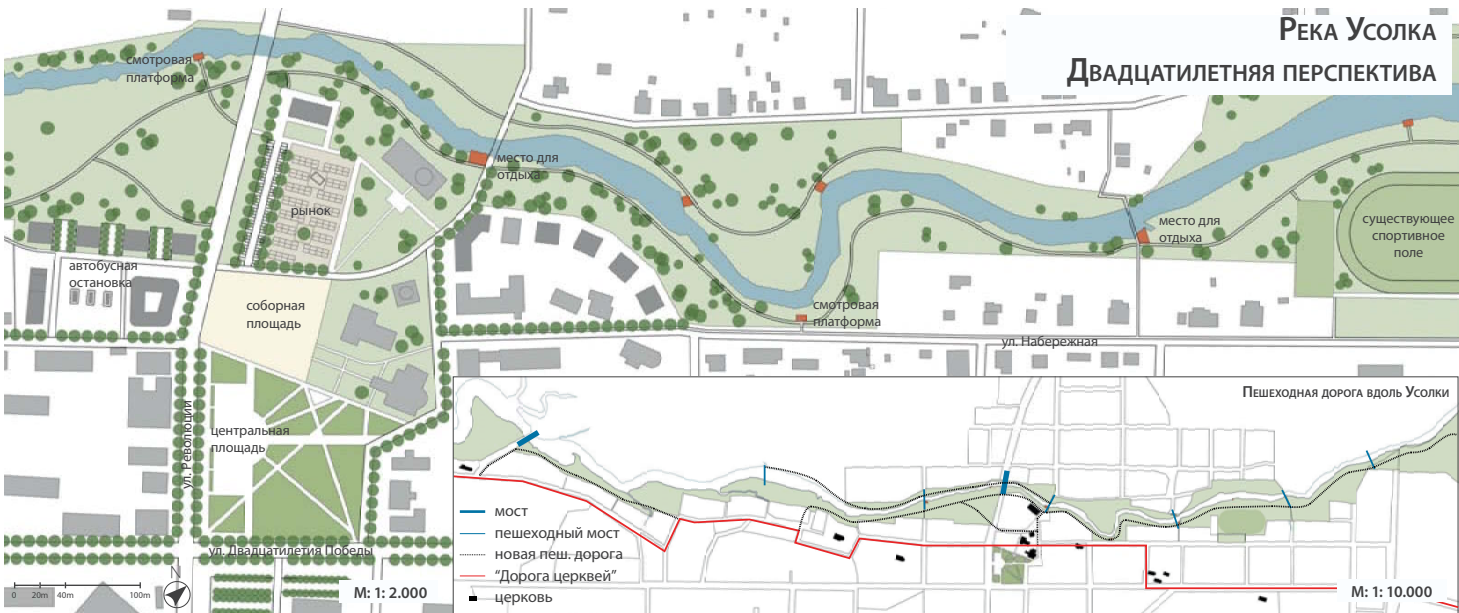 Река Усолка
Двадцатилетняя перспектива
смотровая
платформа
место для
отдыха
рынок
место для
отдыха
существующее
спортивное
поле
автобусная
остановка
соборная
площадь
смотровая
платформа
ул. Набережная
ул. Революции
центральная
площадь
ул. Двадцатилетия Победы
0 20m 40m 100m
N
М: 1: 2.000
Пешеходная дорога вдоль Усолки
мост
пешеходный мост
новая пеш. дорога
"Дорога церквей"
церковь
М: 1: 10.000